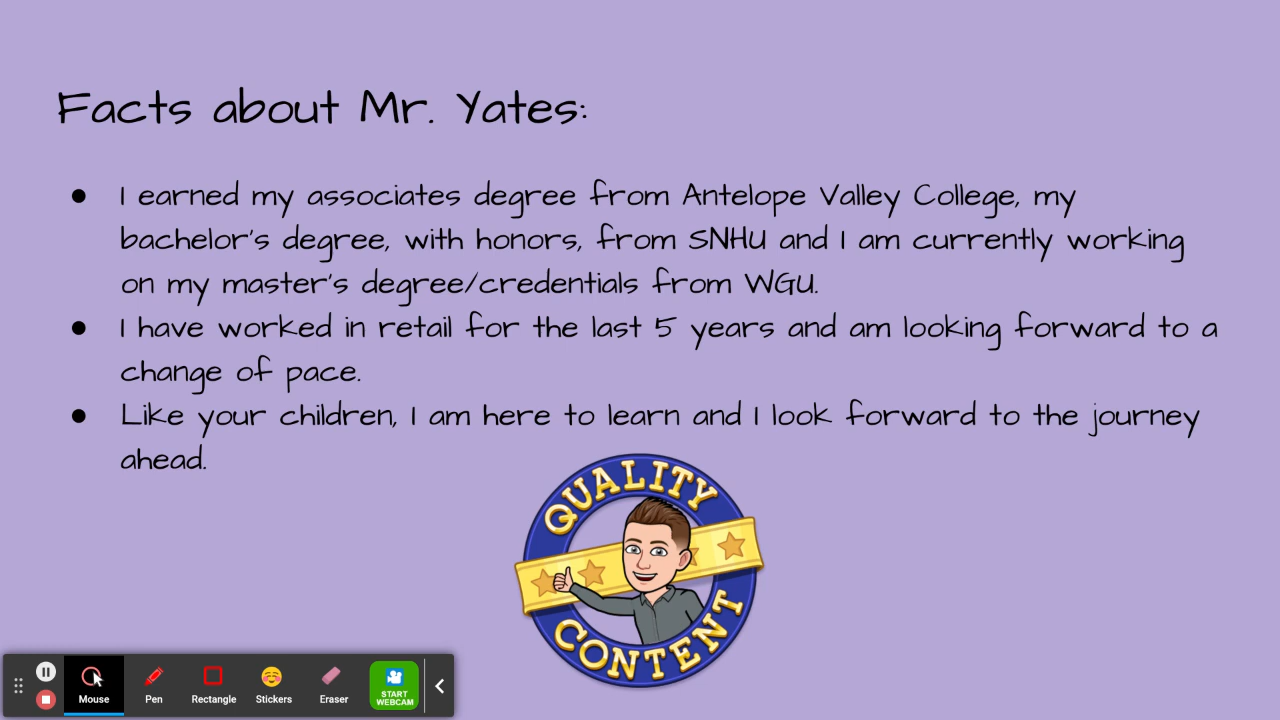 Facts about Mr. Yates:
● I earned my associates degree from Antelope Valley College, my
bachelor's degree, with honors, from SNHU and I am currently working
on my master's degree/credentials from WGU.
● I have worked in retail for the last 5 years and am looking forward to a
change of pace.
● Like your children, I am here to learn and I look forward to the journey
ahead.
QUALITY
CONTENT
Mouse
Pen
Rectangle
Stickers
Eraser
START
WEBCAM